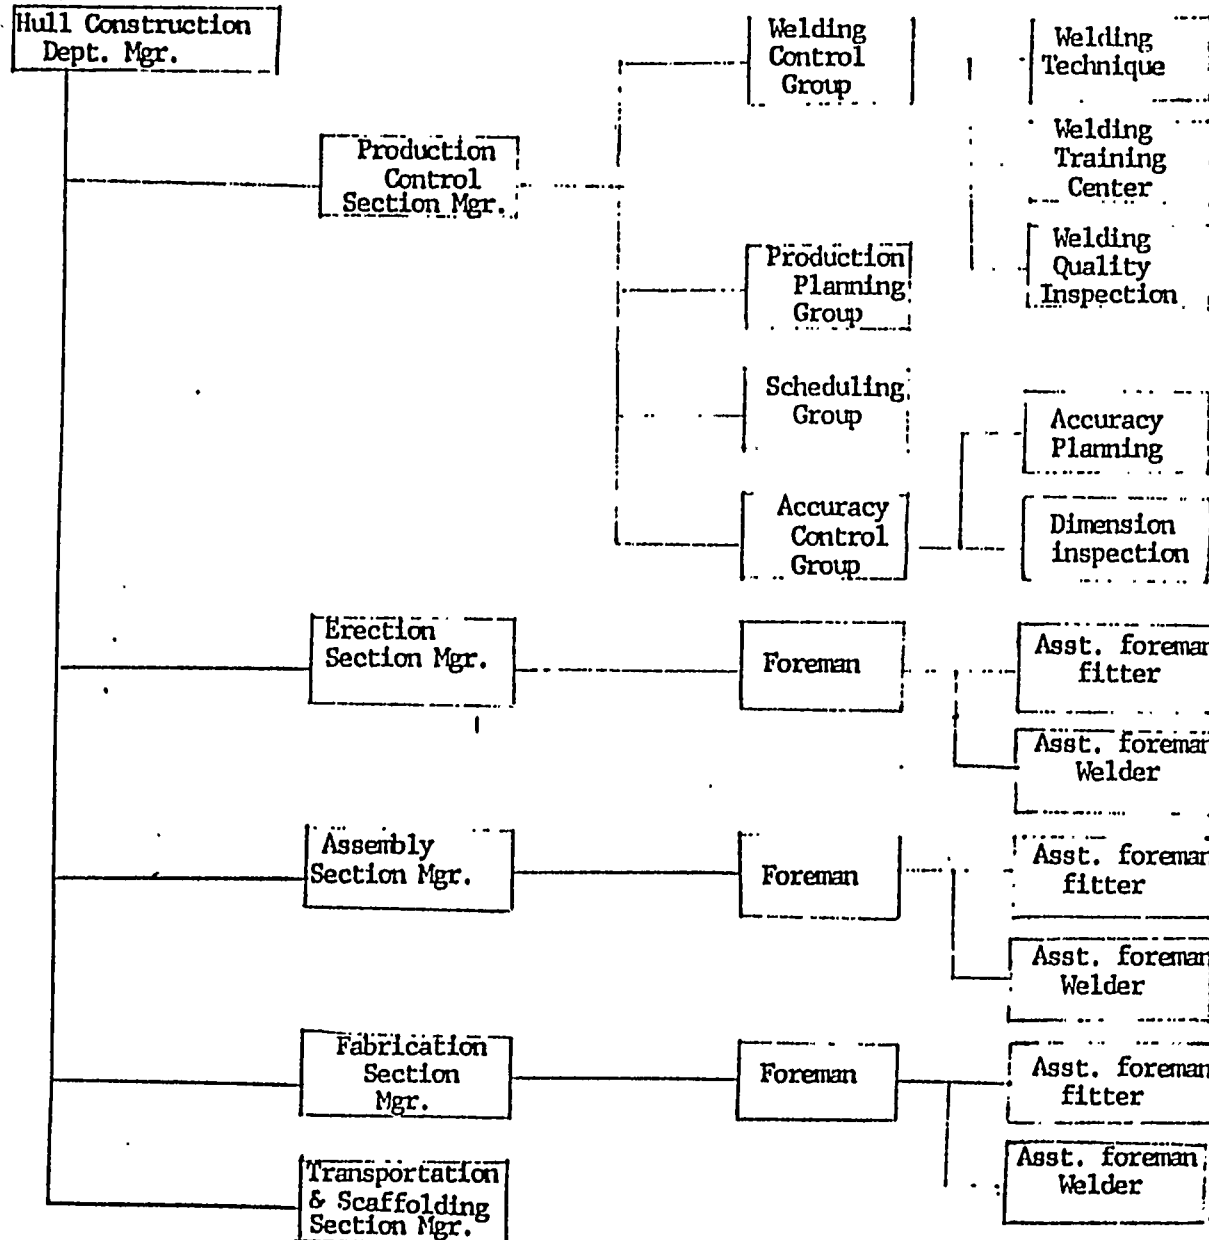 Hull Construction
Dept. Mgr.
Production
Control
Section Mgr.
Welding
Control
Group
Welding
Technique
Welding
Training
Center
Welding
Quality
Inspection
Production
Planning
Group
Scheduling
Group
Accuracy
Control
Group
Accuracy
Planning
Dimension
inspection
Erection
Section Mgr.
Foreman
Asst. foreman
fitter
Asst. foreman
Welder
Assembly
Section Mgr.
Foreman
Asst. foreman
fitter
Asst. foreman
Welder
Fabrication
Section
Mgr.
Foreman
Asst. foreman
fitter
Asst. foreman
Welder
Transportation
& Scaffolding
Section Mgr.